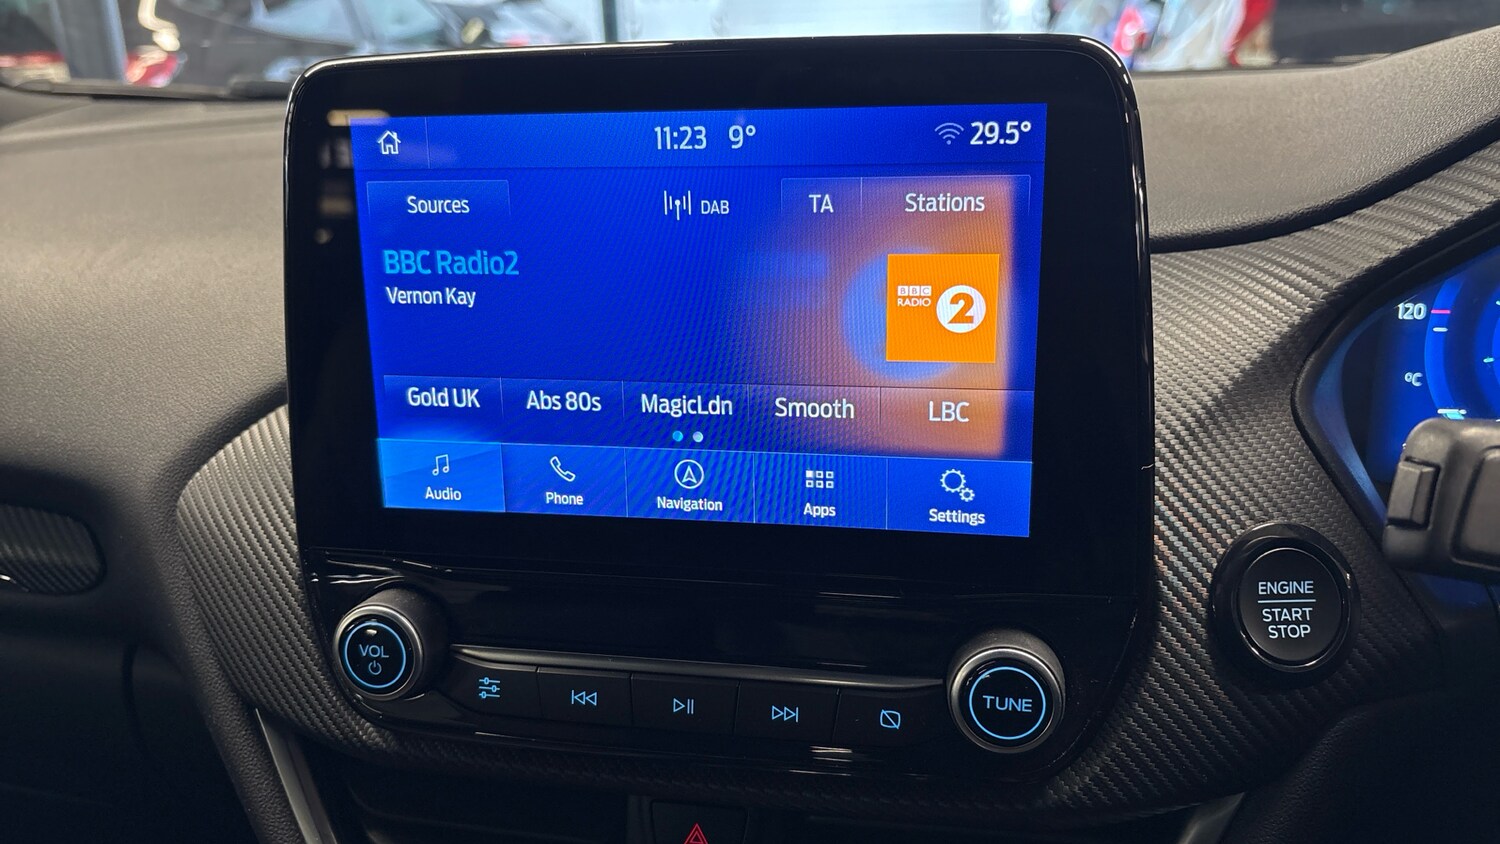 11:23 9° 29.5°
Sources DAB TA Stations
BBC Radio2
Vernon Kay
BBC
RADIO 2
Gold UK Abs 80s MagicLdn Smooth LBC
Audio Phone Navigation Apps Settings
120
°C
ENGINE
START
STOP
VOL
TUNE